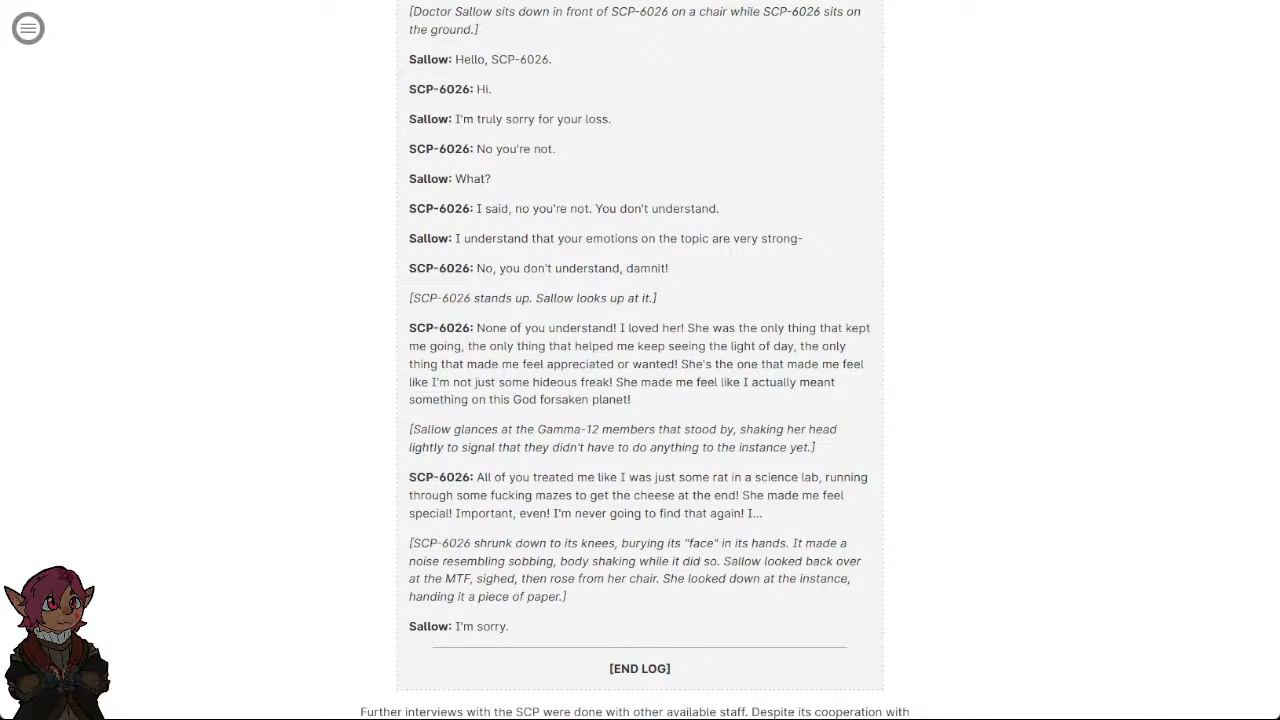 [Doctor Sallow sits down in front of SCP-6026 on a chair while SCP-6026 sits on
the ground.]
Sallow: Hello, SCP-6026.
SCP-6026: Hi.
Sallow: I'm truly sorry for your loss.
SCP-6026: No you're not.
Sallow: What?
SCP-6026: I said, no you're not. You don't understand.
Sallow: I understand that your emotions on the topic are very strong-
SCP-6026: No, you don't understand, damnit!
[SCP-6026 stands up. Sallow looks up at it.]
SCP-6026: None of you understand! I loved her! She was the only thing that kept
me going, the only thing that helped me keep seeing the light of day, the only
thing that made me feel appreciated or wanted! She's the one that made me feel
like I'm not just some hideous freak! She made me feel like I actually meant
something on this God forsaken planet!
[Sallow glances at the Gamma-12 members that stood by, shaking her head
lightly to signal that they didn't have to do anything to the instance yet.]
SCP-6026: All of you treated me like I was just some rat in a science lab, running
through some fucking mazes to get the cheese at the end! She made me feel
special! Important, even! I'm never going to find that again! I...
[SCP-6026 shrunk down to its knees, burying its "face" in its hands. It made a
noise resembling sobbing, body shaking while it did so. Sallow looked back over
at the MTF, sighed, then rose from her chair. She looked down at the instance,
handing it a piece of paper.]
Sallow: I'm sorry.
[END LOG]
Further interviews with the SCP were done with other available staff. Despite its cooperation with